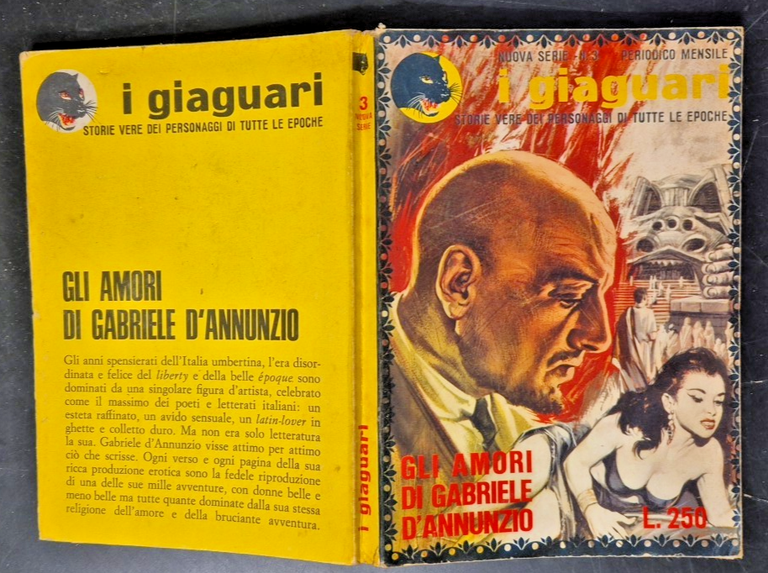 i giaguari
STORIE VERE DEI PERSONAGGI DI TUTTE LE EPOCHE
GLI AMORI
DI GABRIELE D'ANNUNZIO
Gli anni spensierati dell'Italia umbertina, l'era disor-
dinata e felice del liberty e della belle époque sono
dominati da una singolare figura d'artista, celebrato
come il massimo dei poeti e letterati italiani: un
esteta raffinato, un avido sensuale, un latin-lover in
ghette e colletto duro. Ma non era solo letteratura
la sua. Gabriele d'Annunzio visse attimo per attimo
ciò che scrisse. Ogni verso e ogni pagina della sua
ricca produzione erotica sono la fedele riproduzione
di una delle sue mille avventure, con donne belle e
meno belle ma tutte quante dominate dalla sua stessa
religione dell'amore e della bruciante avventura.
3
NUOVA
SERIE
i giaguari
NUOVA SERIE - N. 3 PERIODICO MENSILE
i giaguari
STORIE VERE DEI PERSONAGGI DI TUTTE LE EPOCHE
GLI AMORI
DI GABRIELE
D'ANNUNZIO
L. 250